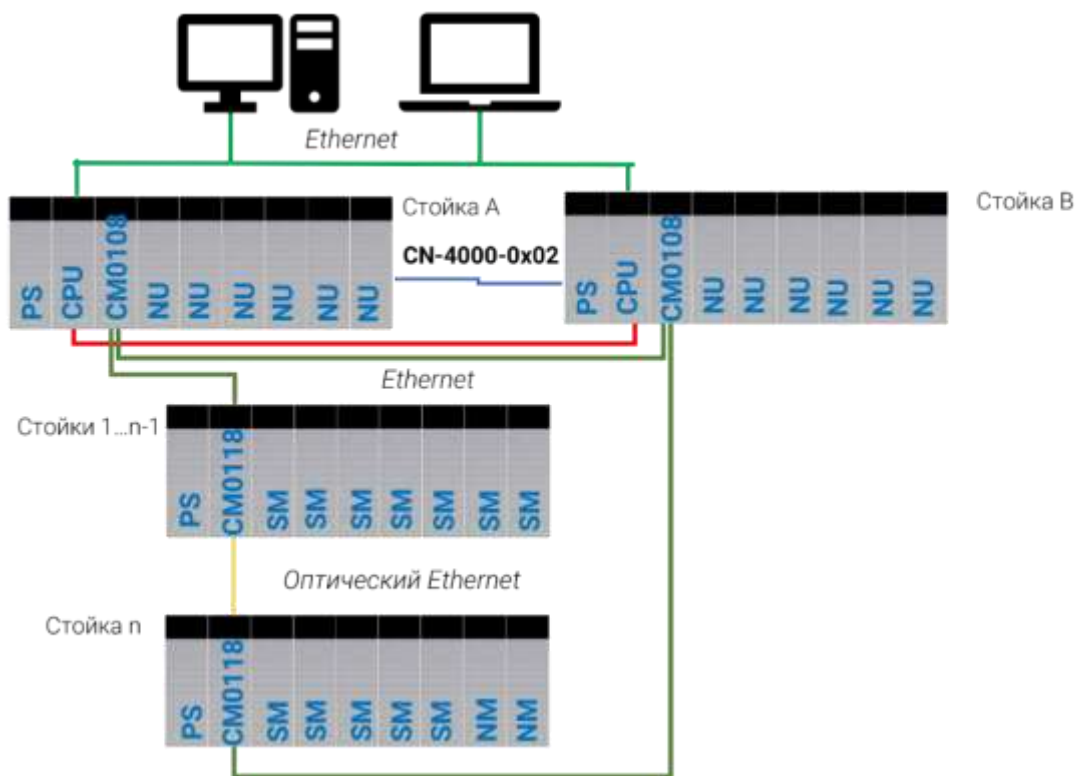 Ethernet
Стойка A
PS
CPU
CM0108
NU
NU
NU
NU
NU
NU
CN-4000-0x02
Стойка B
PS
CPU
CM0108
NU
NU
NU
NU
NU
NU
Ethernet
Стойки 1...n-1
PS
CM0118
SM
SM
SM
SM
SM
SM
SM
Оптический Ethernet
Стойка n
PS
CM0118
SM
SM
SM
SM
SM
NM
NM